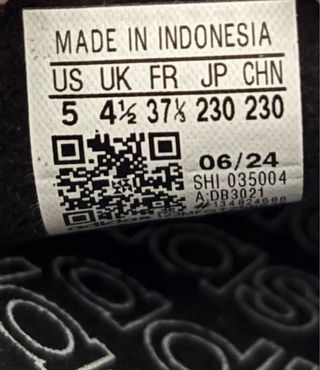 MADE IN INDONESIA
US UK FR JP CHN
5 4½ 37⅓ 230 230
06/24
SHI 035004
A:DB3021